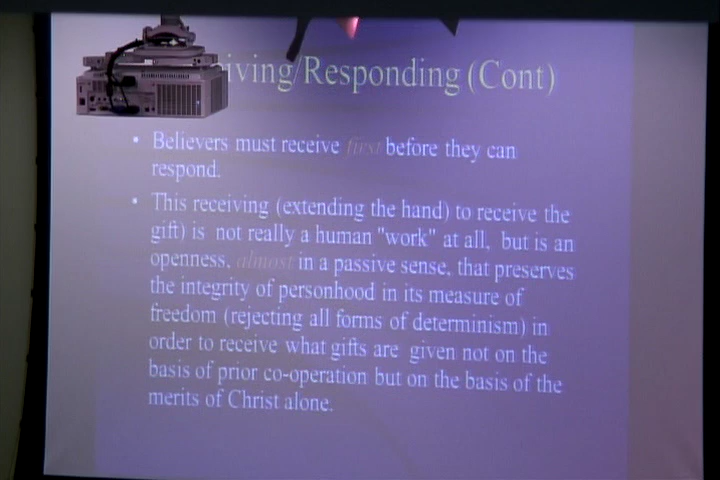 iving/Responding (Cont)
• Believers must receive first before they can
respond.
• This receiving (extending the hand) to receive the
gift) is not really a human "work" at all, but is an
openness, almost in a passive sense, that preserves
the integrity of personhood in its measure of
freedom (rejecting all forms of determinism) in
order to receive what gifts are given not on the
basis of prior co-operation but on the basis of the
merits of Christ alone.